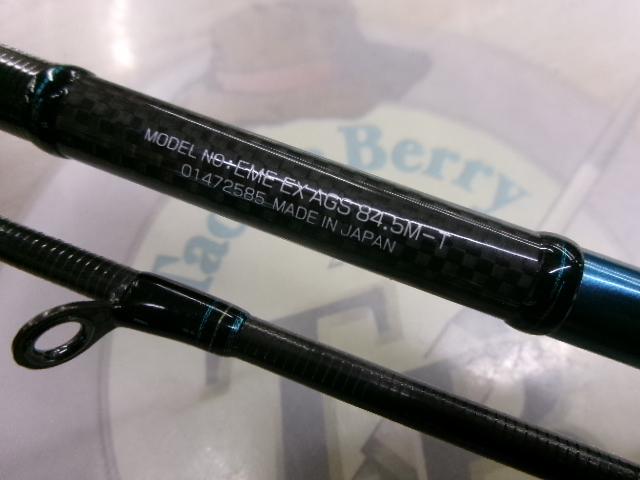 MODEL NO.EME EX AGS 84.5M-T
01472585 MADE IN JAPAN
Berry